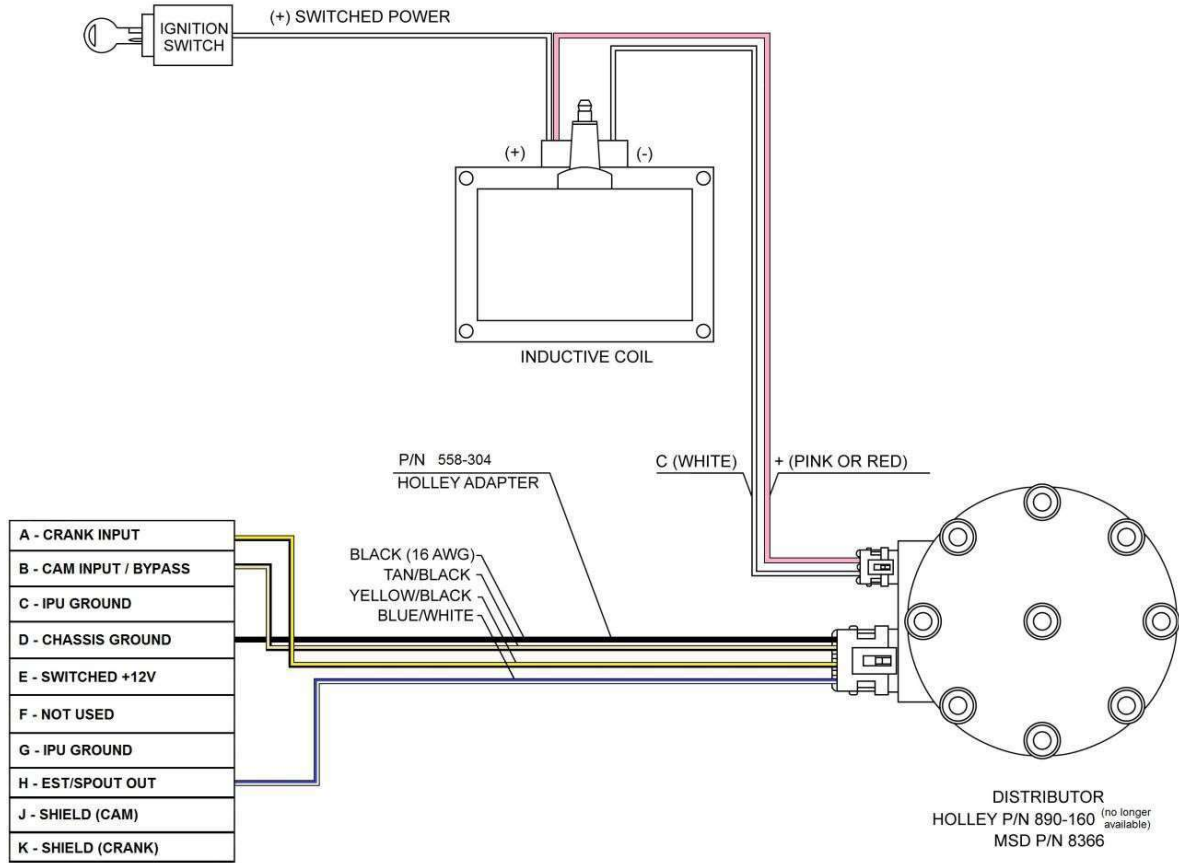 (+) SWITCHED POWER
IGNITION
SWITCH
(+)
(-)
INDUCTIVE COIL
P/N 558-304
HOLLEY ADAPTER
C (WHITE)
+ (PINK OR RED)
BLACK (16 AWG)
TAN/BLACK
YELLOW/BLACK
BLUE/WHITE
A - CRANK INPUT
B - CAM INPUT / BYPASS
C - IPU GROUND
D - CHASSIS GROUND
E - SWITCHED +12V
F - NOT USED
G - IPU GROUND
H - EST/SPOUT OUT
J - SHIELD (CAM)
K - SHIELD (CRANK)
DISTRIBUTOR
HOLLEY P/N 890-160 (no longer available)
MSD P/N 8366